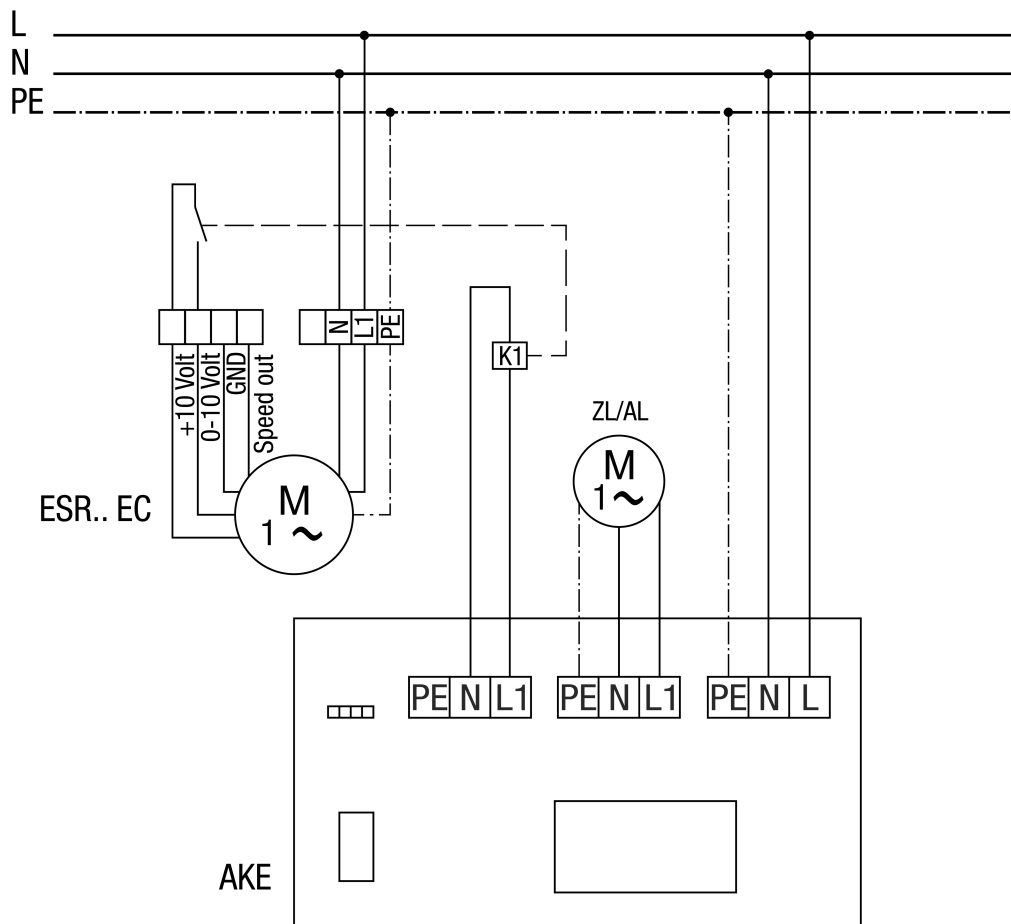 L
N
PE
N
L1
PE
+10 Volt
0-10 Volt
GND
Speed out
K1
ZL/AL
M
1 ~
ESR.. EC
M
1 ~
PE N L1
PE N L1
PE N L
AKE